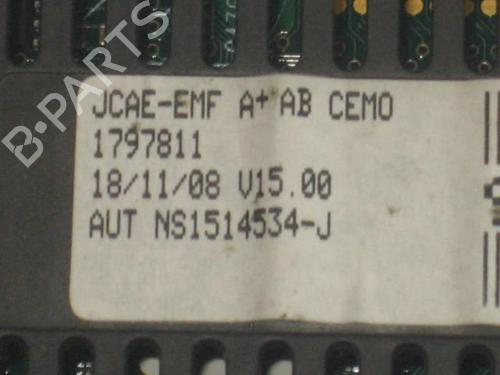 B-PARTS
JCAE-EMF A+ AB CEMO
1797811
18/11/08 V15.00
AUT NS1514534-J